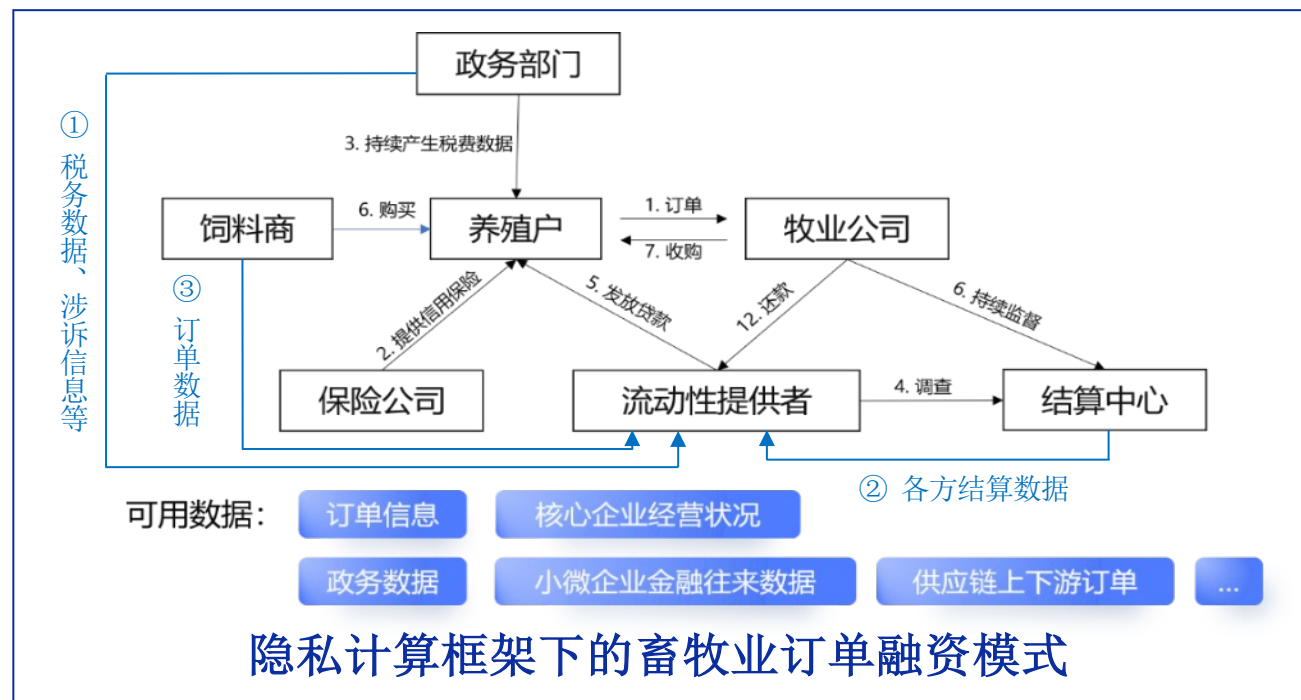 政务部门
①
税务数据、涉诉信息等
3. 持续产生税费数据
饲料商
6. 购买
养殖户
1. 订单
7. 收购
牧业公司
③
订单数据
2. 提供信用保险
5. 发放贷款
12. 还款
6. 持续监督
保险公司
流动性提供者
4. 调查
结算中心
② 各方结算数据
可用数据：
订单信息
核心企业经营状况
政务数据
小微企业金融往来数据
供应链上下游订单
...
隐私计算框架下的畜牧业订单融资模式